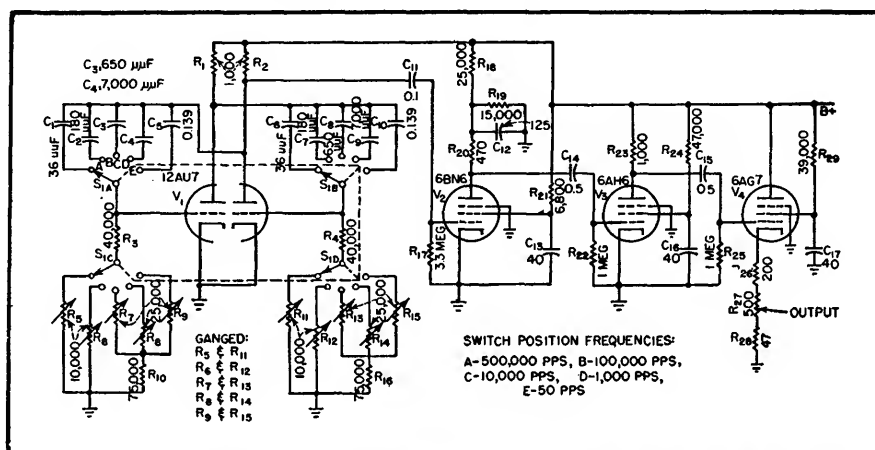 C3, 650 μμF
C4, 7,000 μμF
C1
180 μμF
C2
C3
C4
C5
0.139
36 μμF
A
B
C
D
E
S1A
R1
1,000
R2
12AU7
V1
C6
180 μμF
C7
650
C8
C9
C10
0.139
36 μμF
S1B
40,000
R3
S1C
R4
40,000
S1D
R5
R6
R7
R8
R9
10,000
25,000
75,000
R10
GANGED:
R5 & R11
R6 & R12
R7 & R13
R8 & R14
R9 & R15
R11
R12
R13
R14
R15
10,000
25,000
75,000
R16
C11
0.1
25,000
R18
R19
15,000
125
C12
R20
470
6BN6
V2
R17
3.3 MEG
R21
6,800
C13
40
C14
0.5
R22
1 MEG
R23
1,000
6AH6
V3
R24
47,000
C15
0.5
C16
40
R25
1 MEG
6AG7
V4
B+
39,000
R29
C17
40
26
200
R27
500
OUTPUT
R28
47
SWITCH POSITION FREQUENCIES:
A-500,000 PPS, B-100,000 PPS,
C-10,000 PPS, D-1,000 PPS,
E-50 PPS